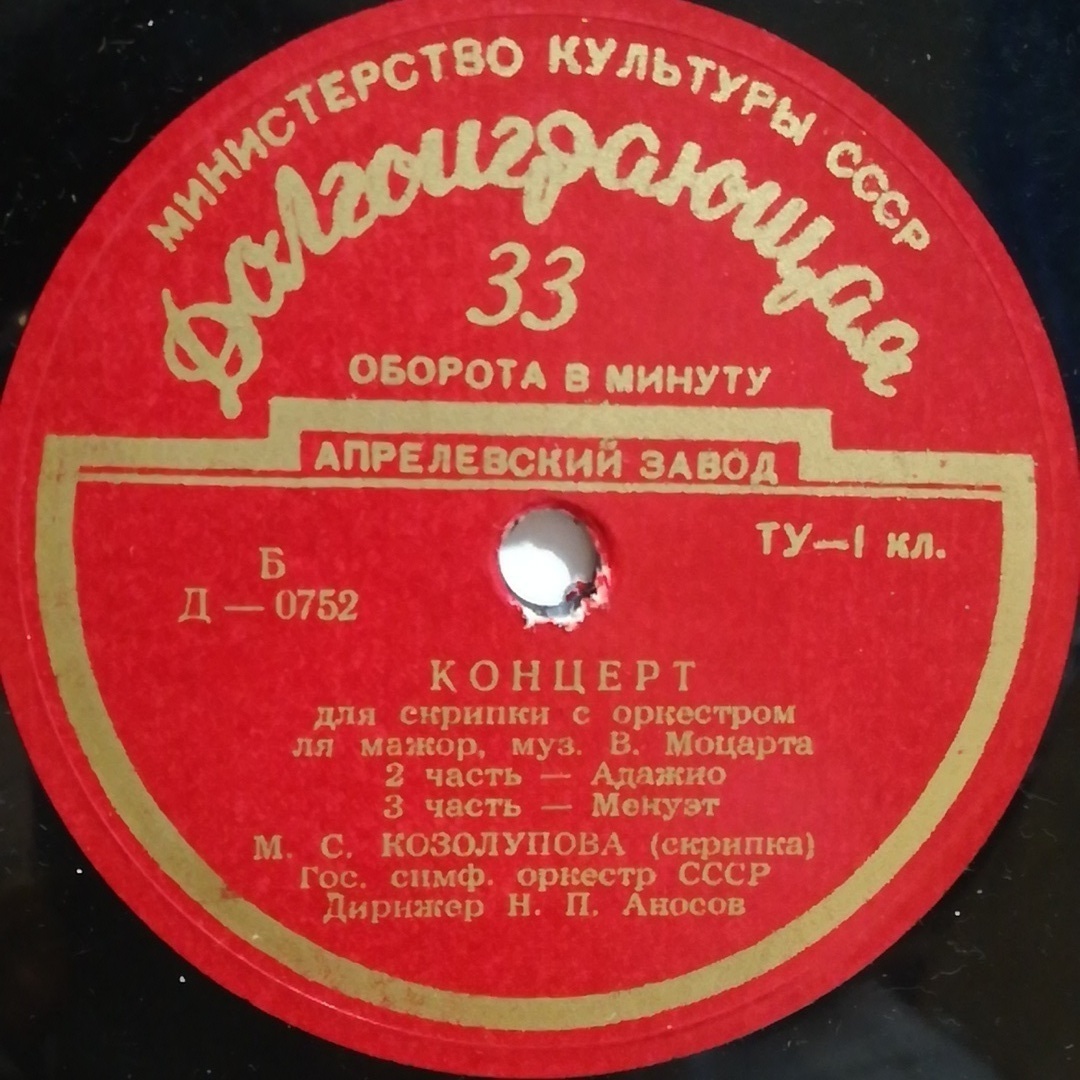 МИНИСТЕРСТВО КУЛЬТУРЫ СССР
Долгоиграющая
33
ОБОРОТА В МИНУТУ
АПРЕЛЕВСКИЙ ЗАВОД
ТУ—1 кл.
Б
Д — 0752
КОНЦЕРТ
для скрипки с оркестром
ля мажор, муз. В. Моцарта
2 часть — Адажио
3 часть — Менуэт
М. С. КОЗОЛУПОВА (скрипка)
Гос. симф. оркестр СССР
Дирижер Н. П. Аносов